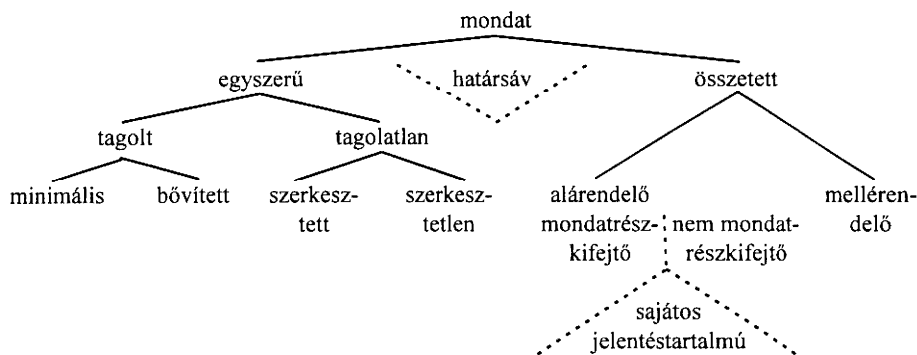 mondat
egyszerű határsáv összetett
tagolt tagolatlan
minimális bővített szerkesz- szerkesz- alárendelő melléren-
tett tetlen mondatrész- nem mondat- delő
kifejtő részkifejtő
sajátos
jelentéstartalmú